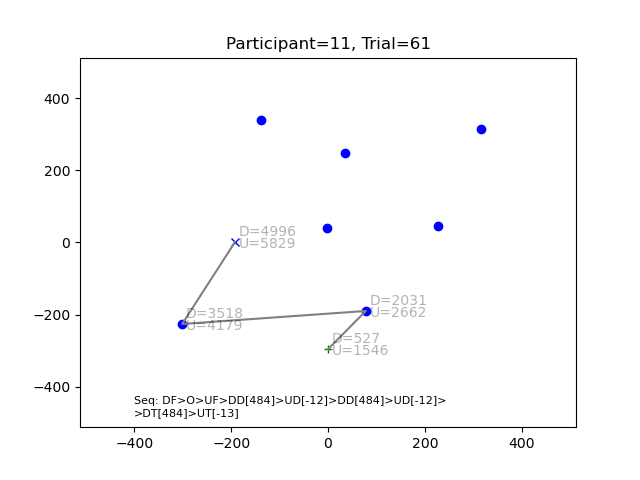 Participant=11, Trial=61
400
200
0
−200
−400
D=4996
U=5829
D=3518
U=4179
D=2031
U=2662
D=527
U=1546
Seq: DF>O>UF>DD[484]>UD[-12]>DD[484]>UD[-12]>
>DT[484]>UT[-13]
−400 −200 0 200 400